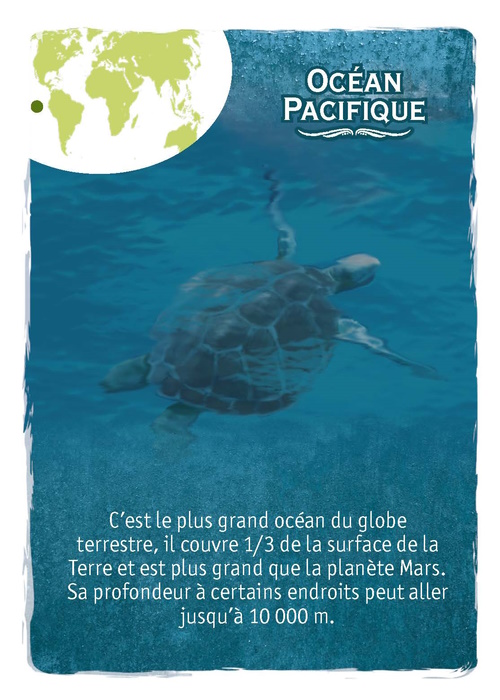 OCÉAN
PACIFIQUE
C'est le plus grand océan du globe
terrestre, il couvre 1/3 de la surface de la
Terre et est plus grand que la planète Mars.
Sa profondeur à certains endroits peut aller
jusqu'à 10 000 m.